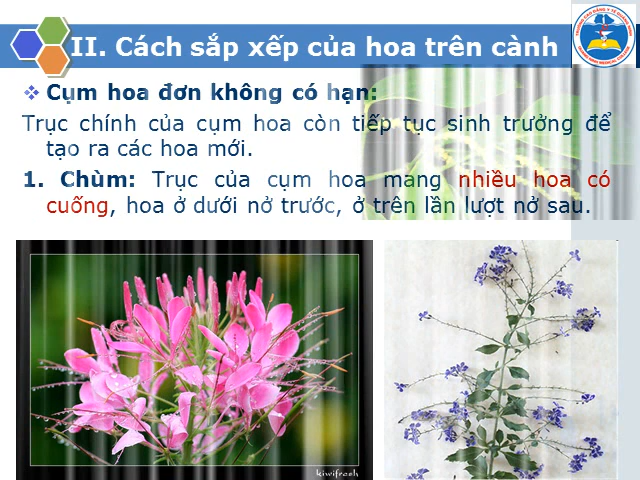 II. Cách sắp xếp của hoa trên cành
Cụm hoa đơn không có hạn:
Trục chính của cụm hoa còn tiếp tục sinh trưởng để
tạo ra các hoa mới.
1. Chùm: Trục của cụm hoa mang nhiều hoa có
cuống, hoa ở dưới nở trước, ở trên lần lượt nở sau.
kiwifresh